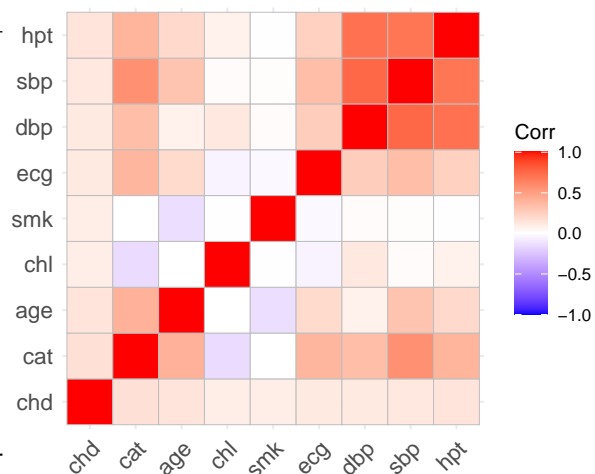 hpt
sbp
dbp
ecg
smk
chl
age
cat
chd
chd cat age chl smk ecg dbp sbp hpt
Corr
1.0
0.5
0.0
−0.5
−1.0